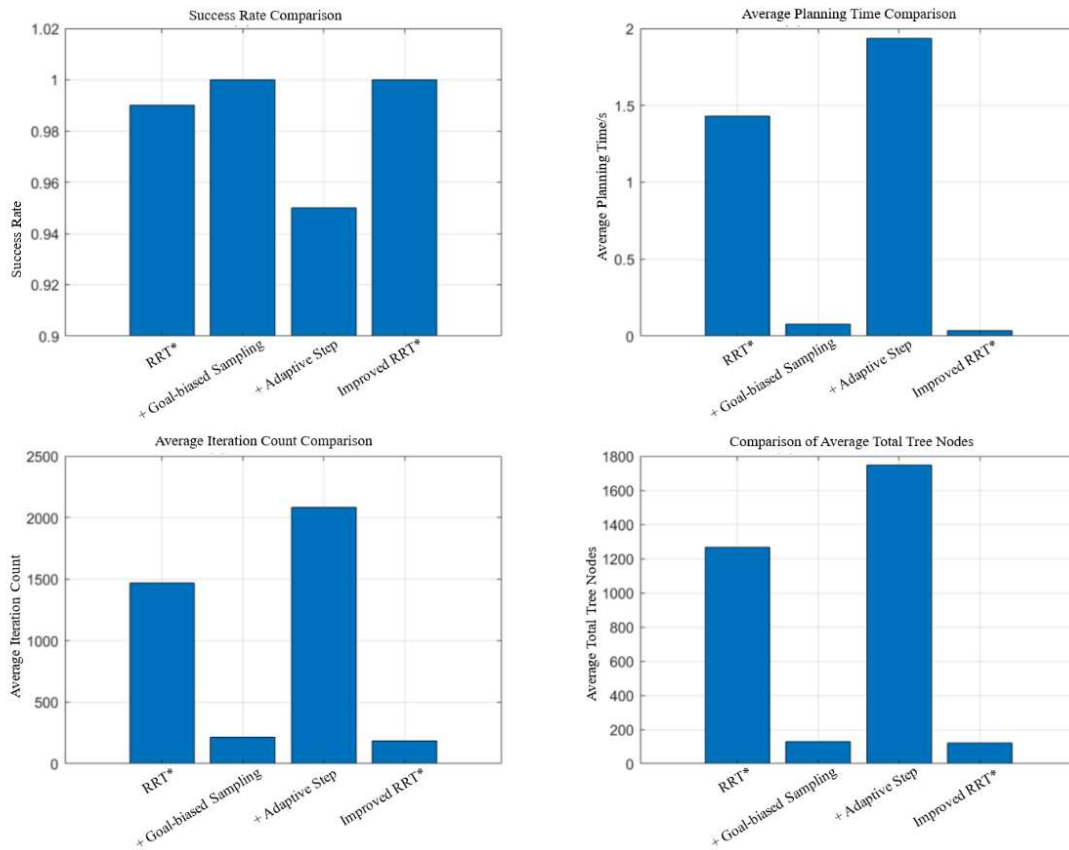 Success Rate Comparison
1.02
1
0.98
0.96
0.94
0.92
0.9
Success Rate
RRT*
+ Goal-biased Sampling
+ Adaptive Step
Improved RRT*
Average Planning Time Comparison
2
1.5
1
0.5
0
Average Planning Time/s
RRT*
+ Goal-biased Sampling
+ Adaptive Step
Improved RRT*
Average Iteration Count Comparison
2500
2000
1500
1000
500
0
Average Iteration Count
RRT*
+ Goal-biased Sampling
+ Adaptive Step
Improved RRT*
Comparison of Average Total Tree Nodes
1800
1600
1400
1200
1000
800
600
400
200
0
Average Total Tree Nodes
RRT*
+ Goal-biased Sampling
+ Adaptive Step
Improved RRT*